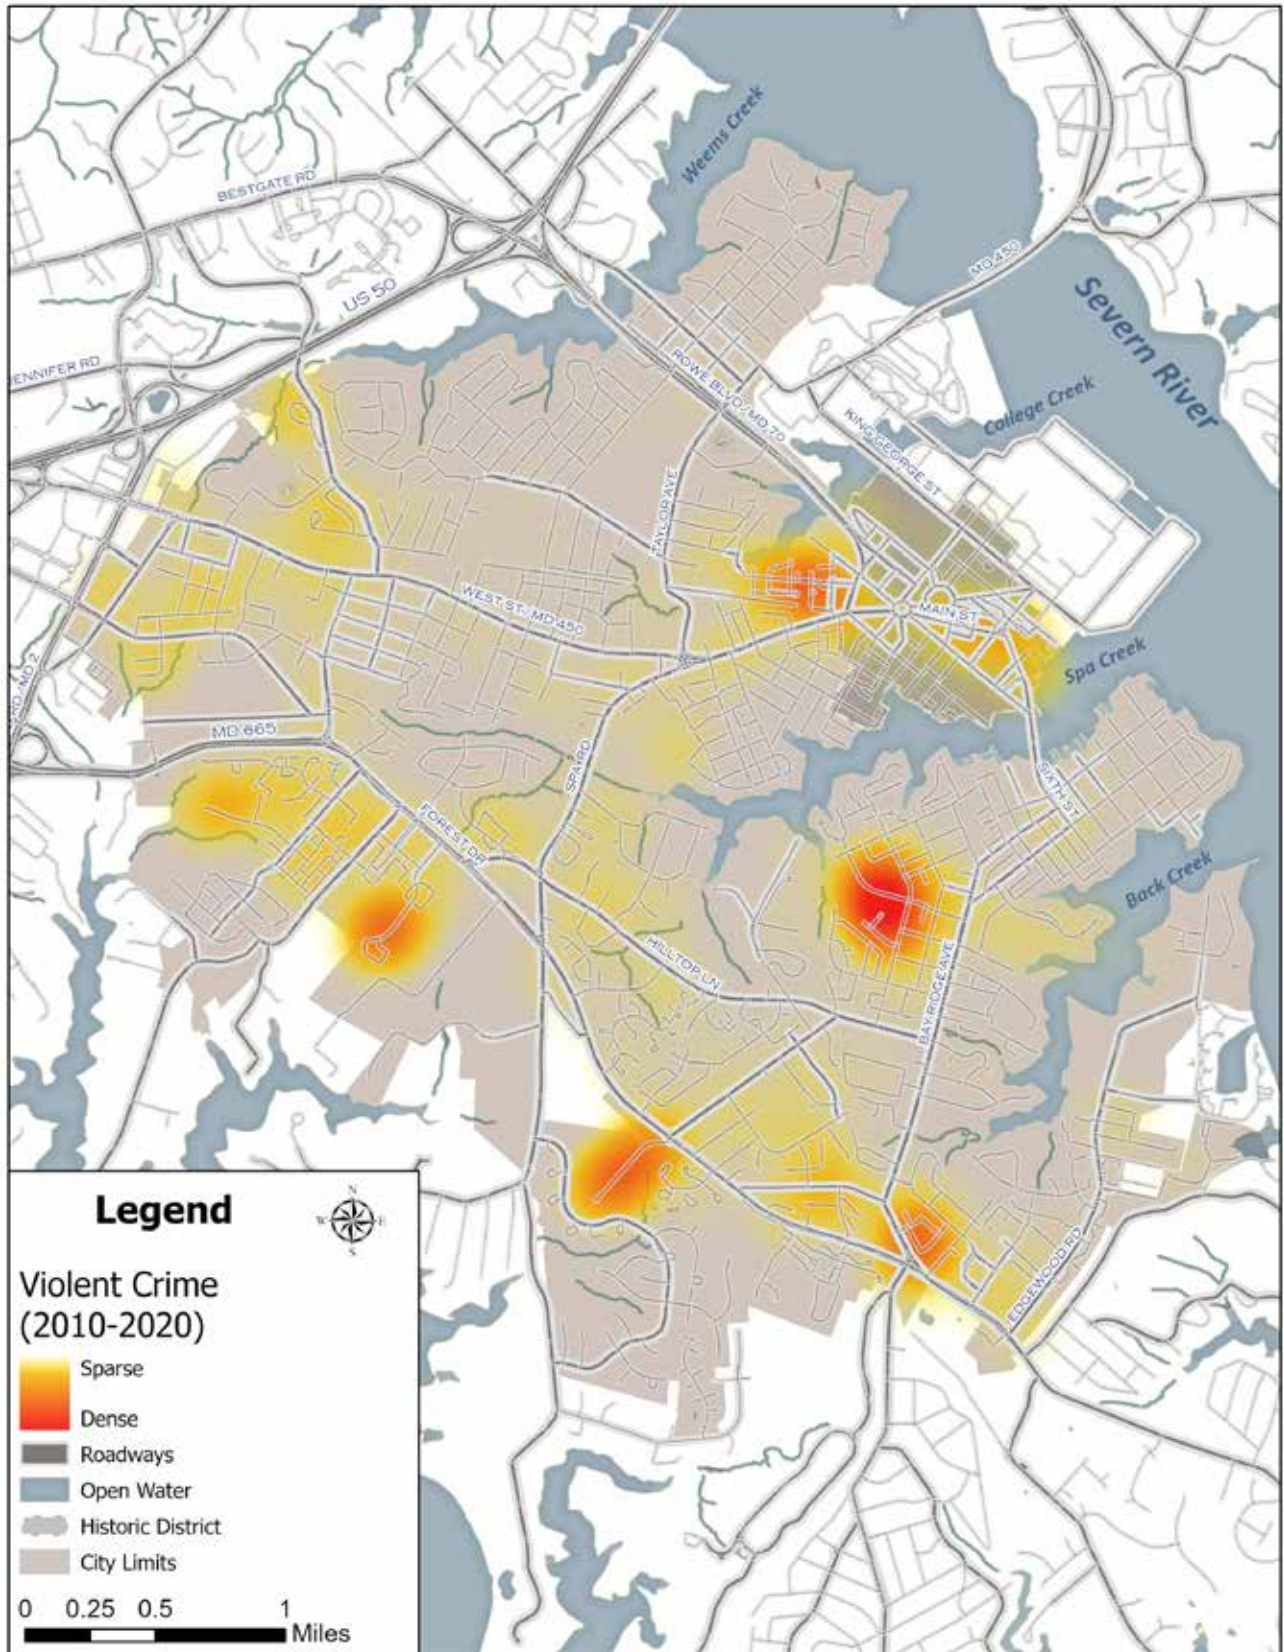 Weems Creek
BESTGATE RD
MD 450
US 50
Severn River
JENNIFER RD
ROWE BLVD/MD 70
College Creek
KING GEORGE ST
TAYLOR AVE
WEST ST/MD 450
MAIN ST
Spa Creek
RD/MD 2
MD 665
SPA RD
SIXTH ST
FOREST DR
Back Creek
HILLTOP LN
BAY RIDGE AVE
EDGEWOOD RD
Legend
N
W E
S
Violent Crime
(2010-2020)
Sparse
Dense
Roadways
Open Water
Historic District
City Limits
0 0.25 0.5 1
Miles